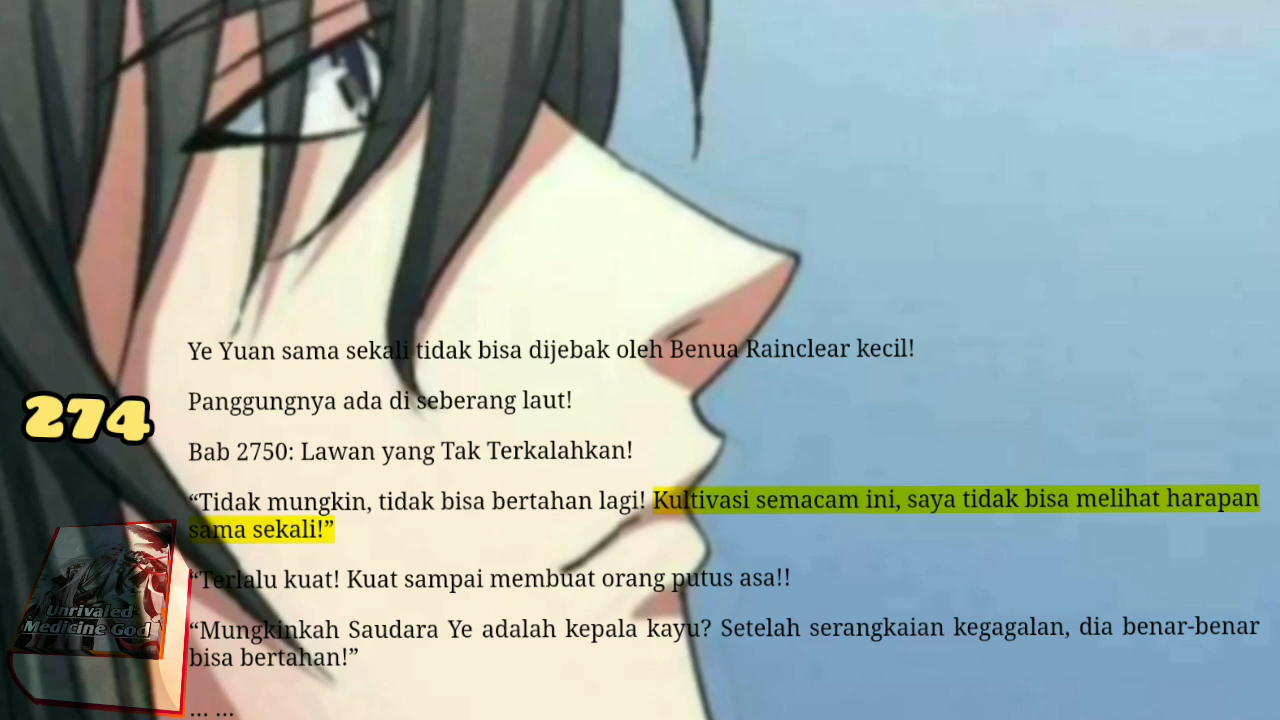 Ye Yuan sama sekali tidak bisa dijebak oleh Benua Rainclear kecil!
Panggungnya ada di seberang laut!
274
Bab 2750: Lawan yang Tak Terkalahkan!
“Tidak mungkin, tidak bisa bertahan lagi! Kultivasi semacam ini, saya tidak bisa melihat harapan
sama sekali!”
“Terlalu kuat! Kuat sampai membuat orang putus asa!!
Unrivaled
Medicine God
“Mungkinkah Saudara Ye adalah kepala kayu? Setelah serangkaian kegagalan, dia benar-benar
bisa bertahan!”
... ...